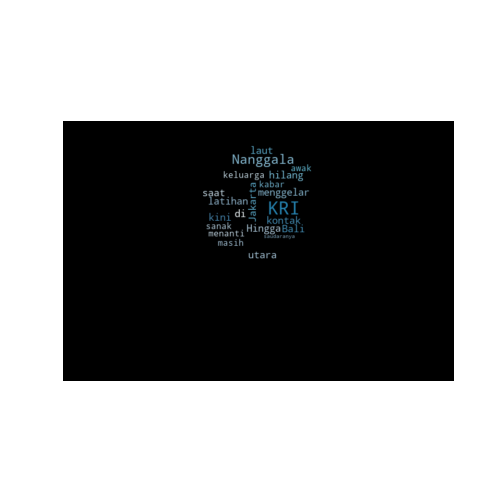 laut
Nanggala
awak
keluarga hilang
kabar
saat
menggelar
latihan
Jakarta
KRI
di
kini
kontak
sanak
Hingga Bali
menanti
saudaranya
masih
utara